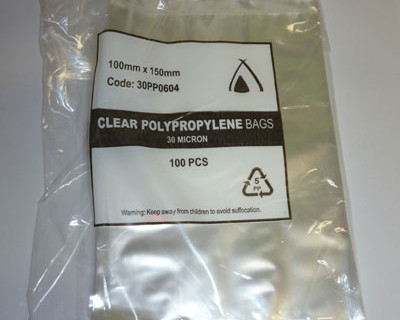 100mm x 150mm
Code: 30PP0604
CLEAR POLYPROPYLENE BAGS
30 MICRON
100 PCS
5
PP
Warning: Keep away from children to avoid suffocation.